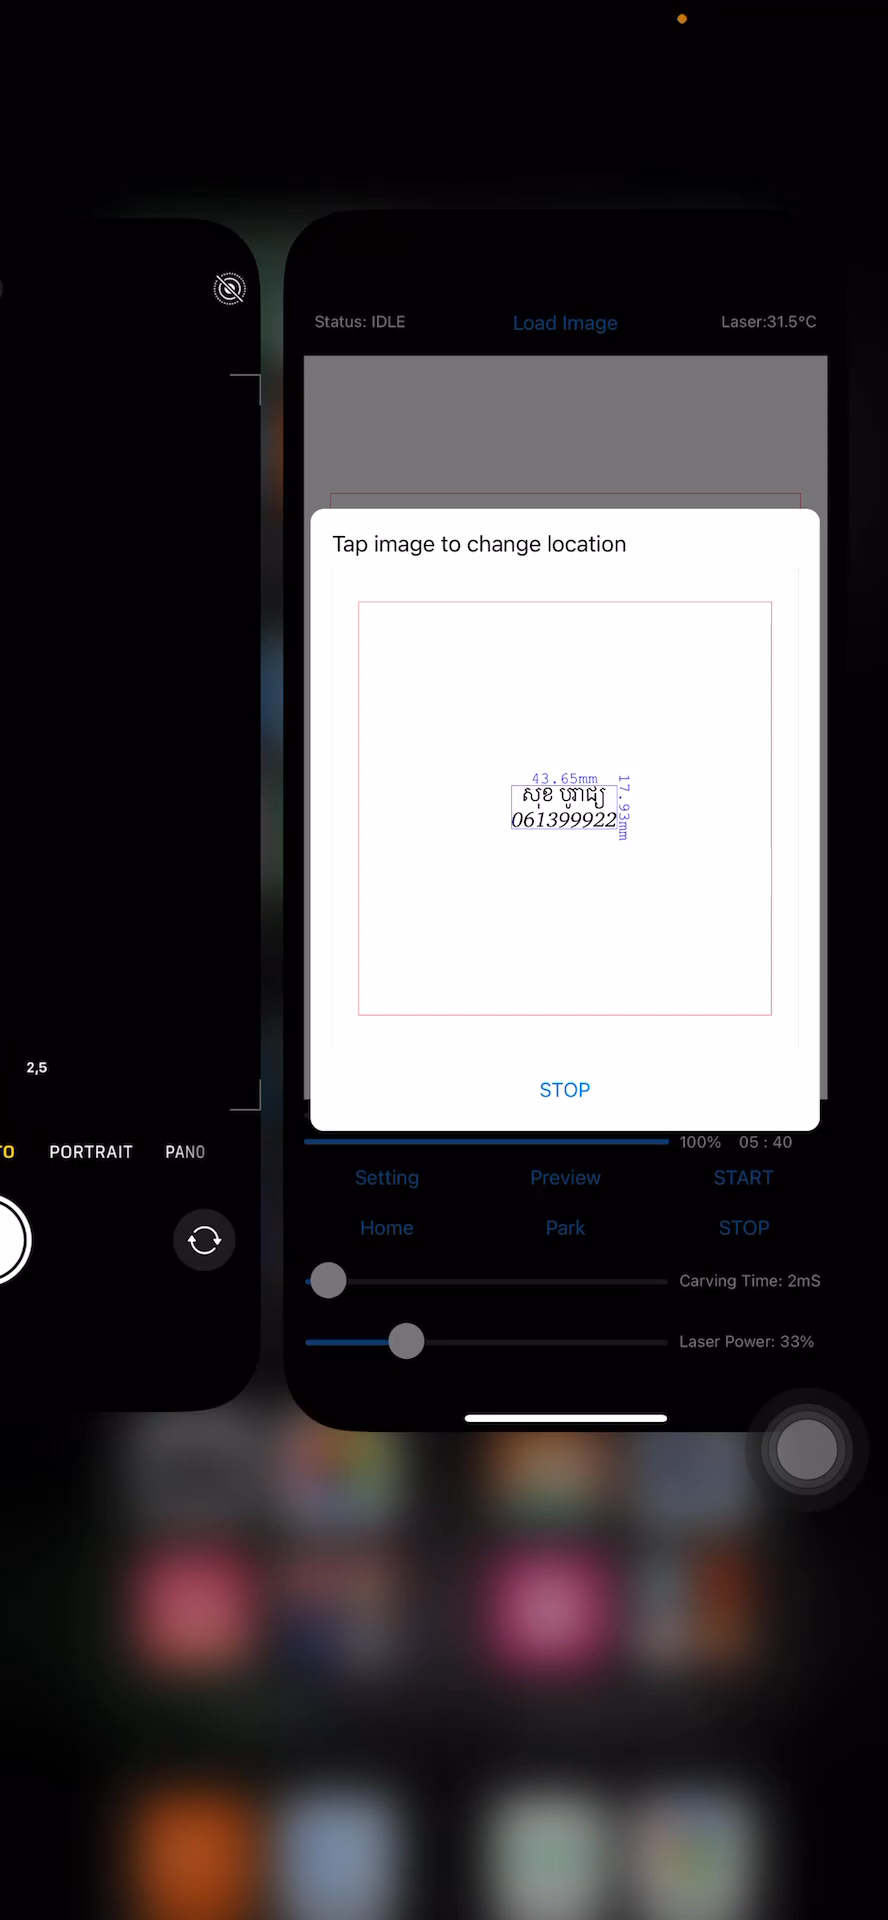 Status: IDLE Load Image Laser:31.5°C
Tap image to change location
43.65mm
17.93mm
សុខ បូរាជ្យ
061399922
2,5
STOP
100% 05 : 40
TO PORTRAIT PANO
Setting Preview START
Home Park STOP
Carving Time: 2mS
Laser Power: 33%